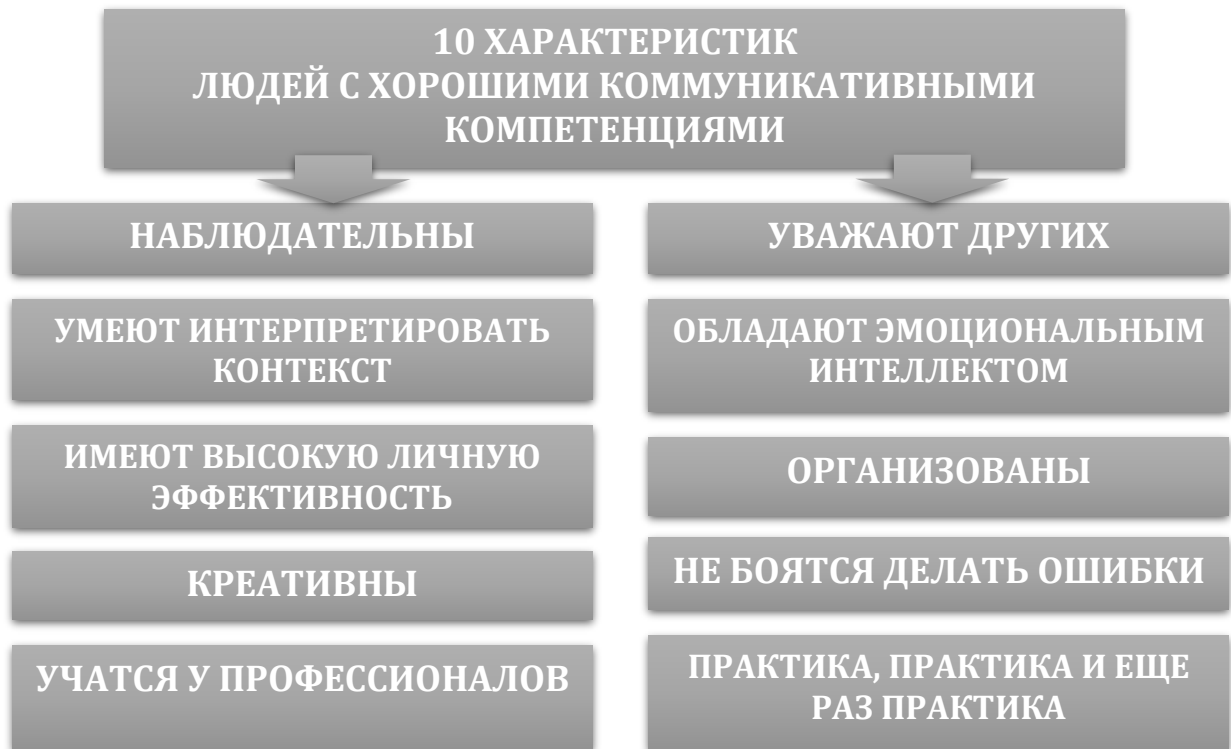 10 ХАРАКТЕРИСТИК
ЛЮДЕЙ С ХОРОШИМИ КОММУНИКАТИВНЫМИ
КОМПЕТЕНЦИЯМИ
НАБЛЮДАТЕЛЬНЫ
УМЕЮТ ИНТЕРПРЕТИРОВАТЬ
КОНТЕКСТ
ИМЕЮТ ВЫСОКУЮ ЛИЧНУЮ
ЭФФЕКТИВНОСТЬ
КРЕАТИВНЫ
УЧАТСЯ У ПРОФЕССИОНАЛОВ
УВАЖАЮТ ДРУГИХ
ОБЛАДАЮТ ЭМОЦИОНАЛЬНЫМ
ИНТЕЛЛЕКТОМ
ОРГАНИЗОВАНЫ
НЕ БОЯТСЯ ДЕЛАТЬ ОШИБКИ
ПРАКТИКА, ПРАКТИКА И ЕЩЕ
РАЗ ПРАКТИКА